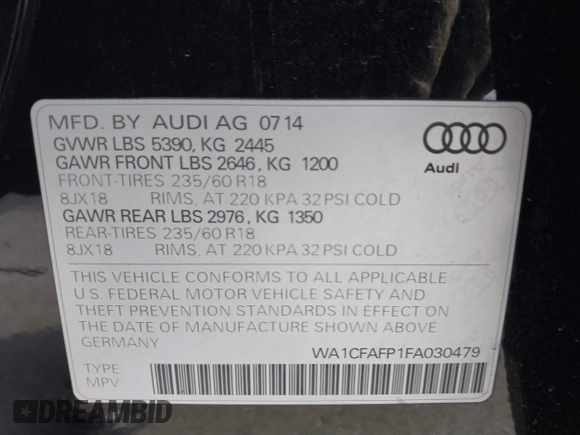 MFD. BY AUDI AG 0714
GVWR LBS 5390, KG 2445
GAWR FRONT LBS 2646, KG 1200
FRONT-TIRES 235/60 R18
8JX18 RIMS, AT 220 KPA 32 PSI COLD
GAWR REAR LBS 2976, KG 1350
REAR-TIRES 235/60 R18
8JX18 RIMS, AT 220 KPA 32 PSI COLD
Audi
THIS VEHICLE CONFORMS TO ALL APPLICABLE
U.S. FEDERAL MOTOR VEHICLE SAFETY AND
THEFT PREVENTION STANDARDS IN EFFECT ON
THE DATE OF MANUFACTURE SHOWN ABOVE
GERMANY
WA1CFAFP1FA030479
TYPE
MPV
DREAMBID